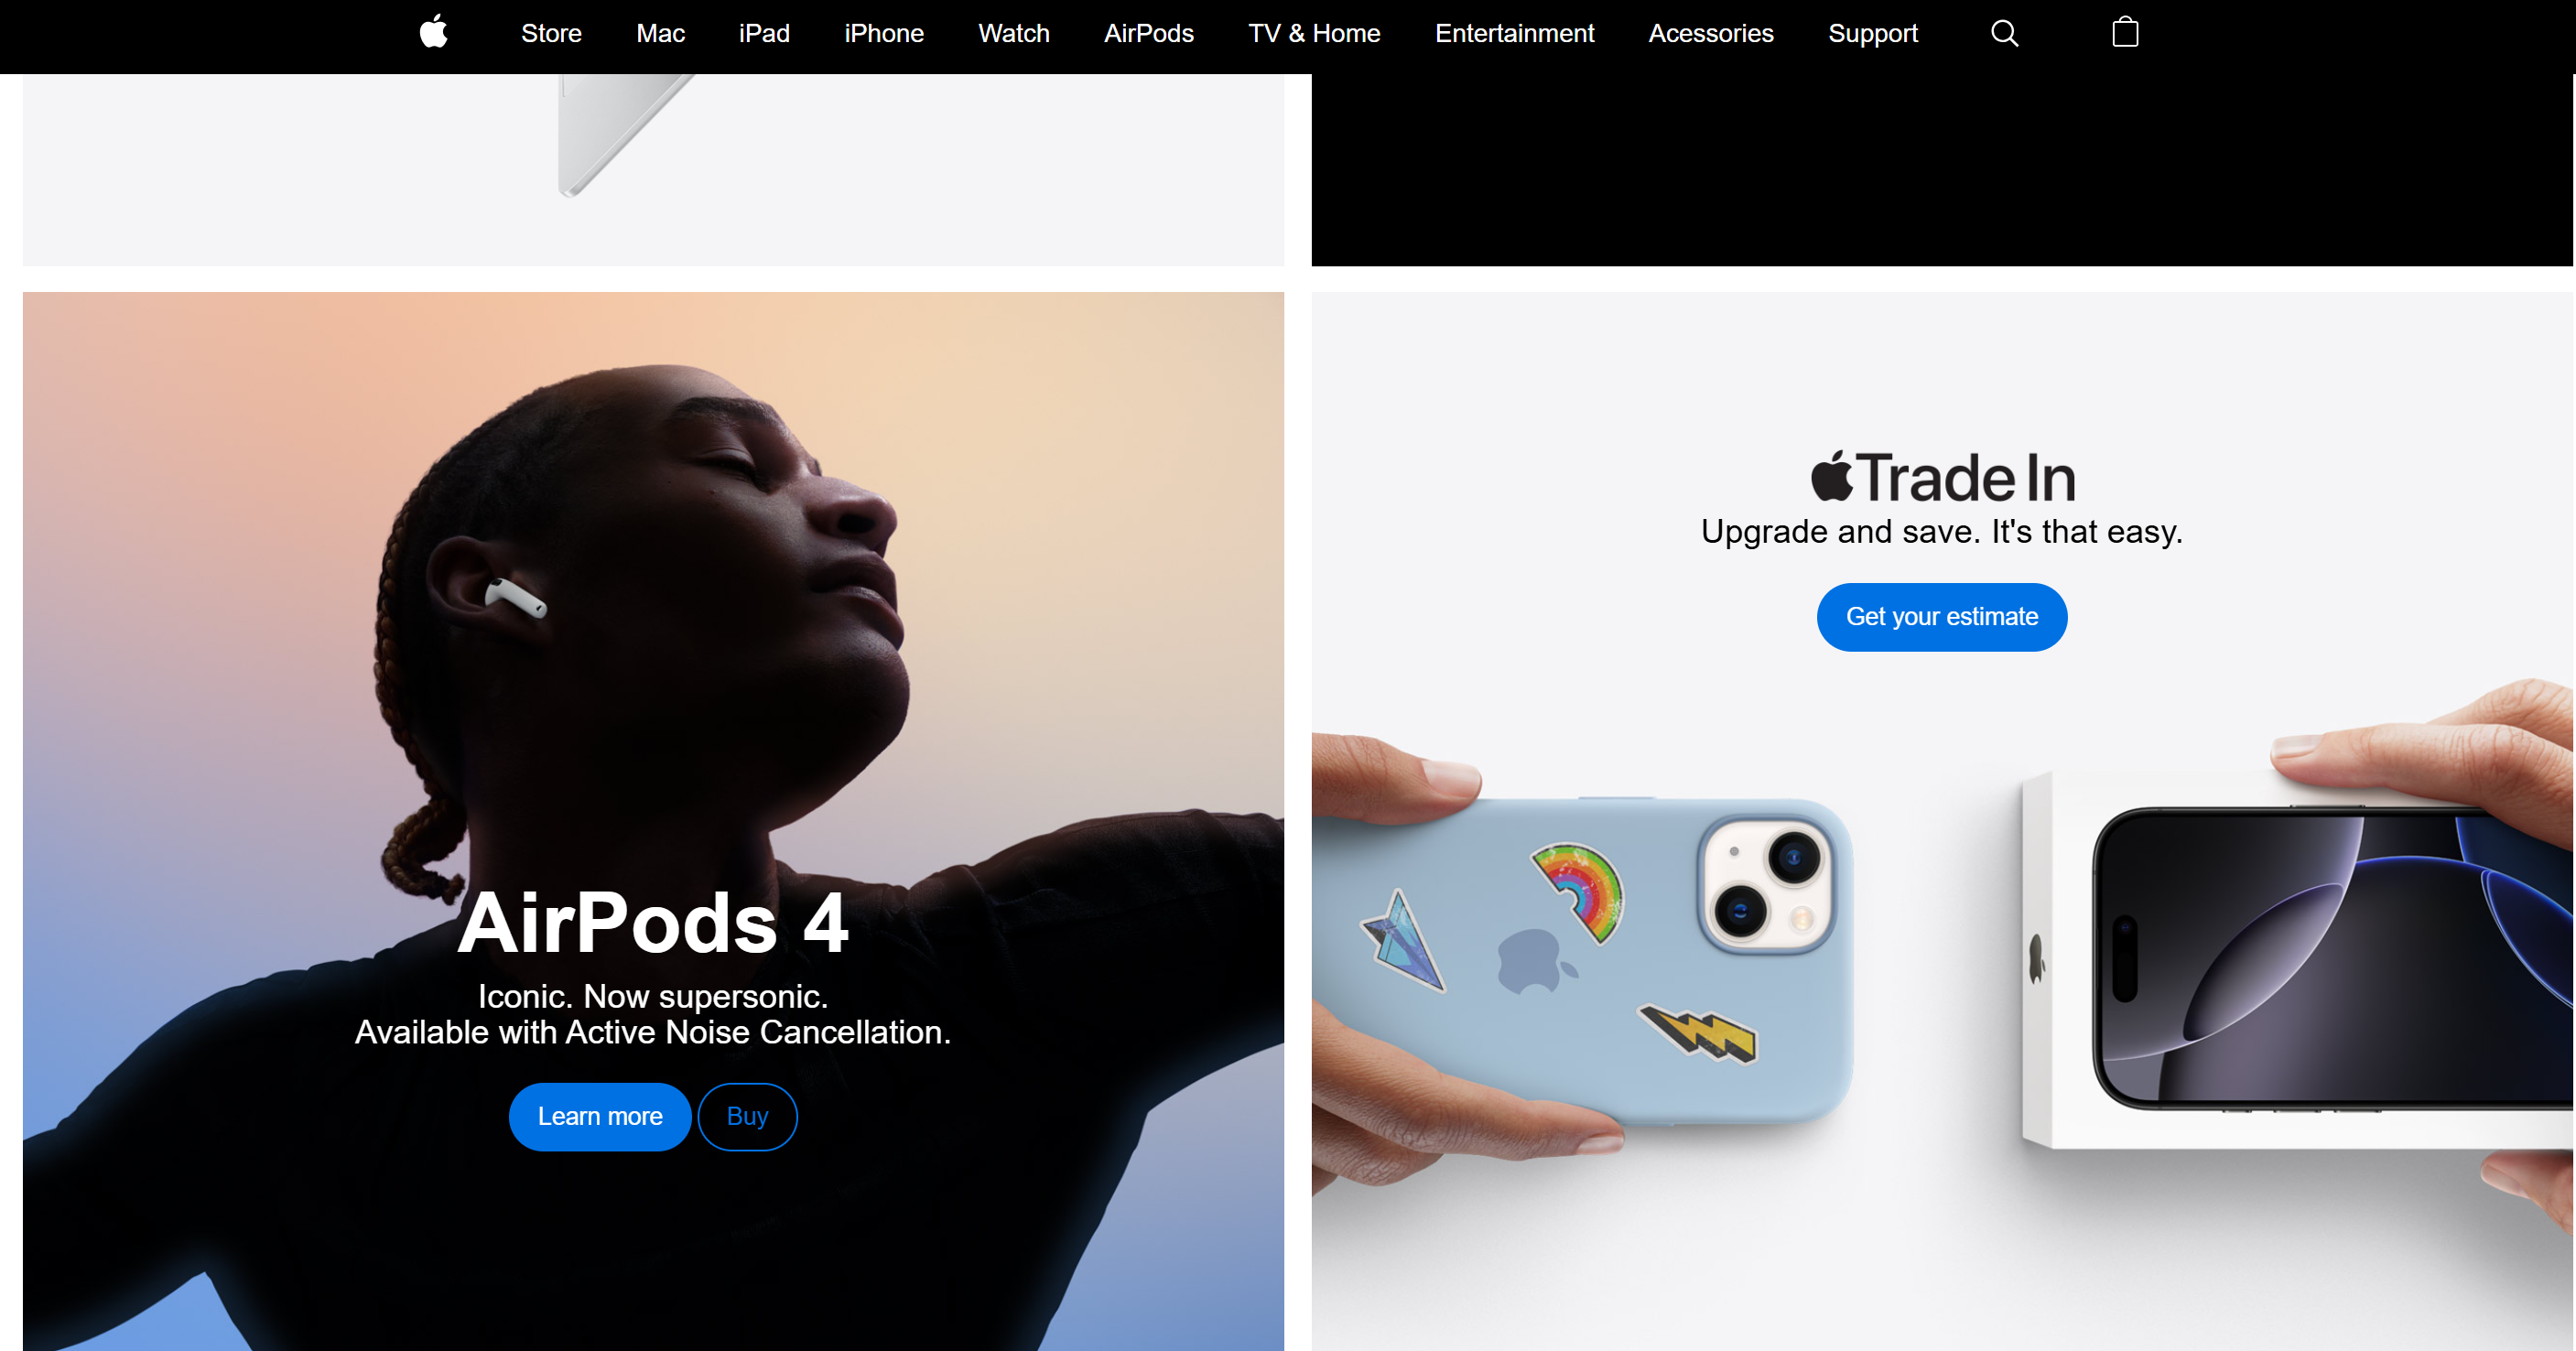 Store Mac iPad iPhone Watch AirPods TV & Home Entertainment Acessories Support
AirPods 4
Iconic. Now supersonic.
Available with Active Noise Cancellation.
Learn more Buy
Trade In
Upgrade and save. It's that easy.
Get your estimate